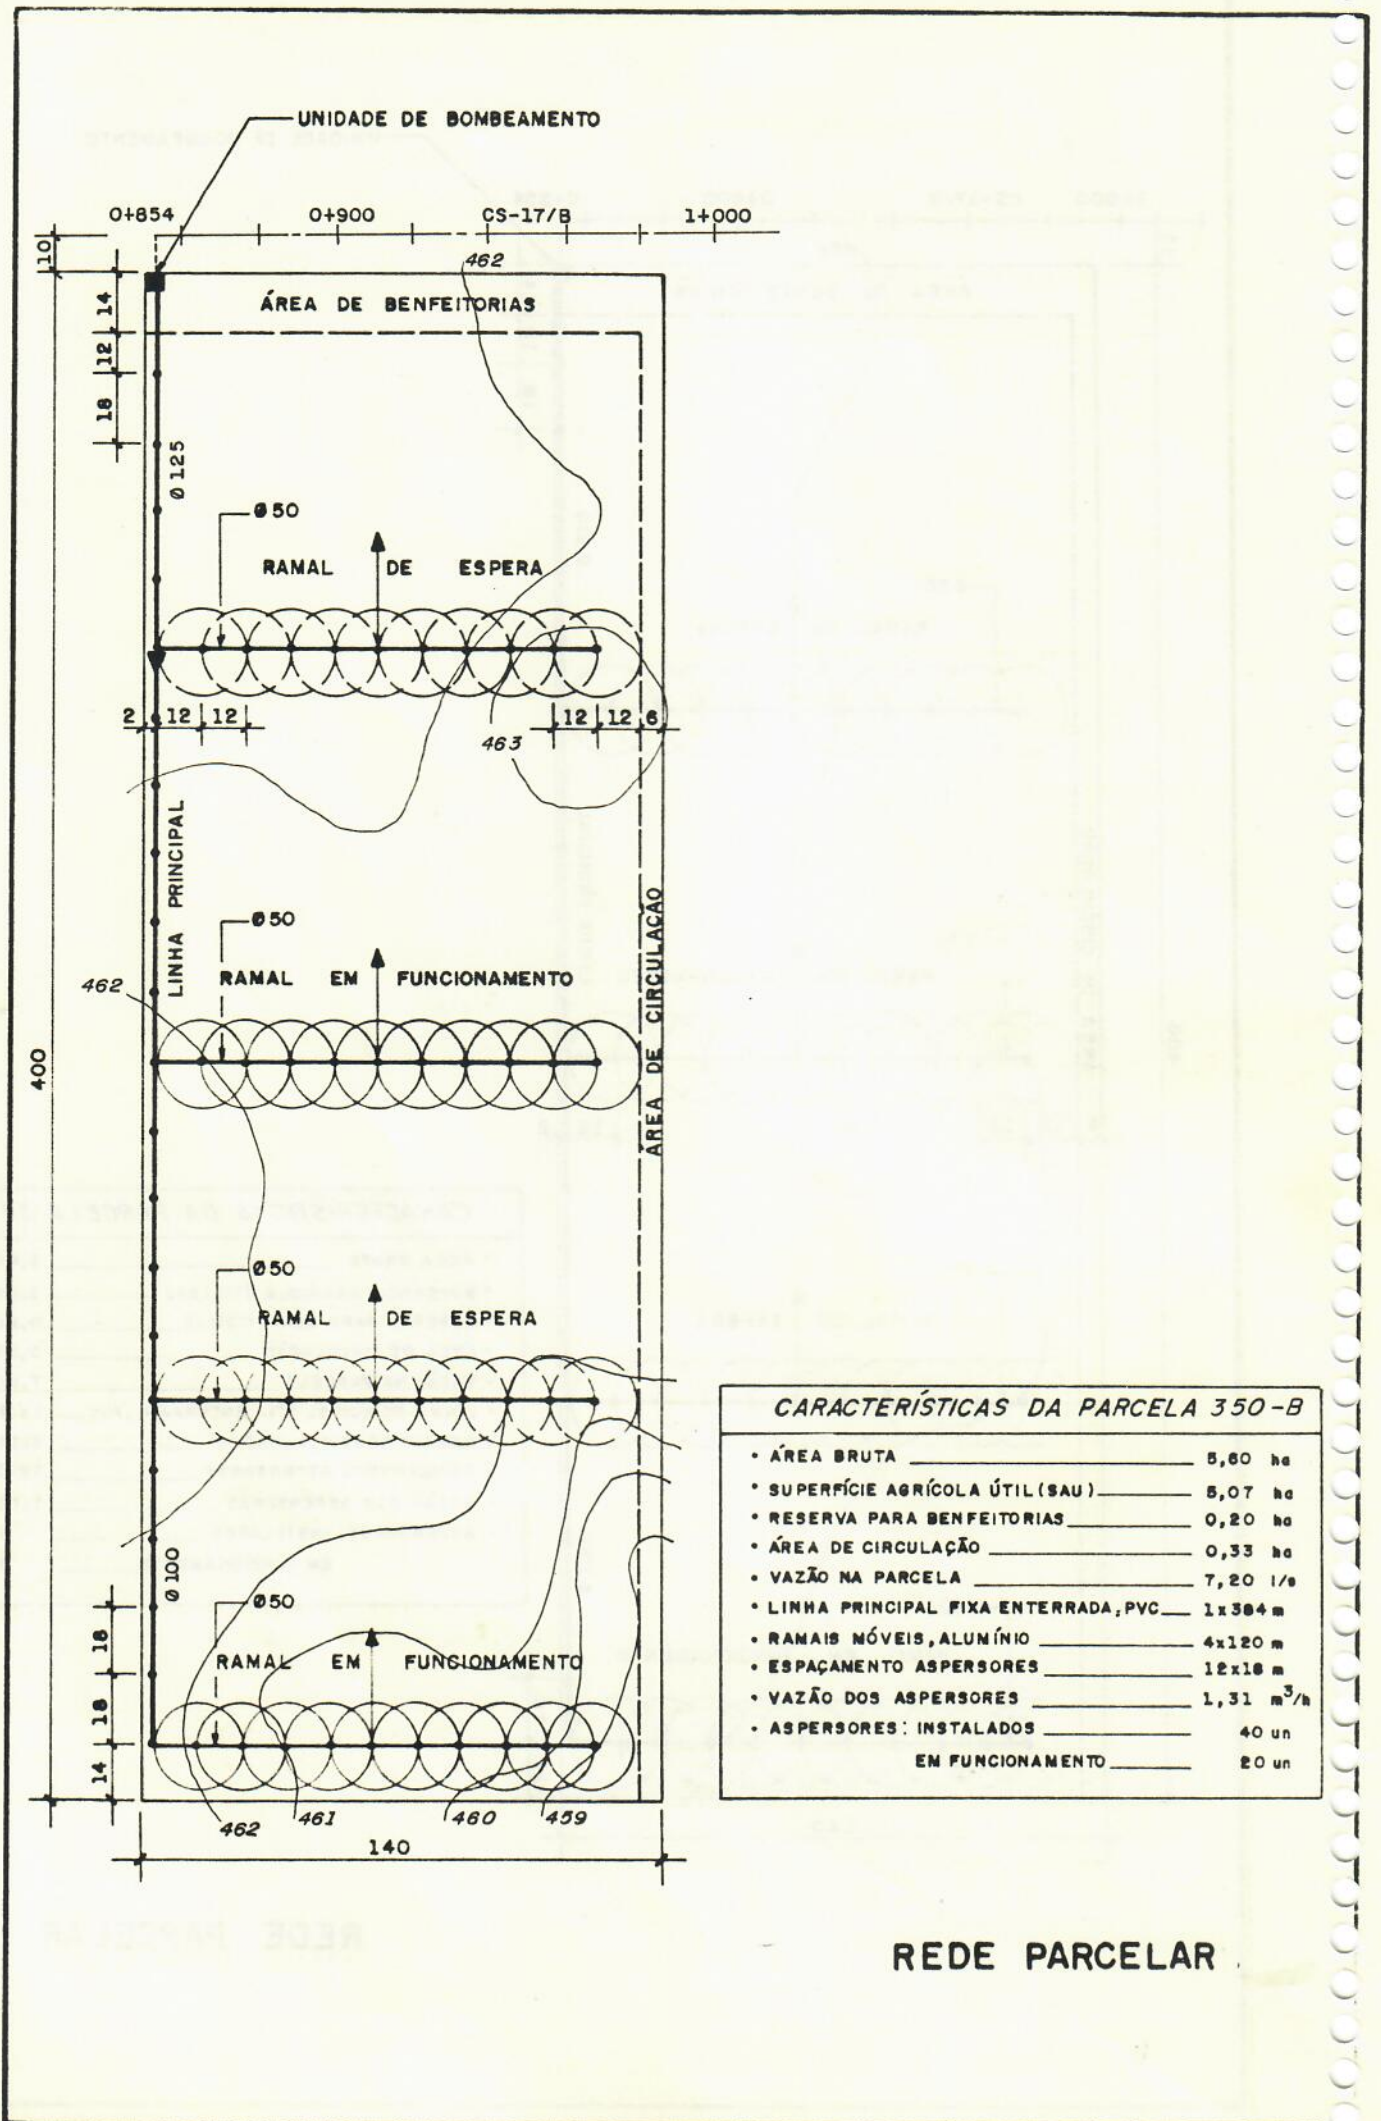 UNIDADE DE BOMBEAMENTO
0+854 0+900 CS-17/B 1+000
10
462
14
ÁREA DE BENFEITORIAS
12
18
Ø 125
Ø 50
RAMAL DE ESPERA
2 12 12 12 12 6
463
LINHA PRINCIPAL
Ø 50
RAMAL EM FUNCIONAMENTO
462
ÁREA DE CIRCULAÇÃO
400
Ø 50
RAMAL DE ESPERA
Ø 100
Ø 50
18
RAMAL EM FUNCIONAMENTO
18
14
462 461 460 459
140
CARACTERÍSTICAS DA PARCELA 350-B
• ÁREA BRUTA 5,60 ha
• SUPERFÍCIE AGRÍCOLA ÚTIL (SAU) 5,07 ha
• RESERVA PARA BENFEITORIAS 0,20 ha
• ÁREA DE CIRCULAÇÃO 0,33 ha
• VAZÃO NA PARCELA 7,20 l/s
• LINHA PRINCIPAL FIXA ENTERRADA, PVC 1x384 m
• RAMAIS MÓVEIS, ALUMÍNIO 4x120 m
• ESPAÇAMENTO ASPERSORES 12x18 m
• VAZÃO DOS ASPERSORES 1,31 m³/h
• ASPERSORES: INSTALADOS 40 un
EM FUNCIONAMENTO 20 un
REDE PARCELAR